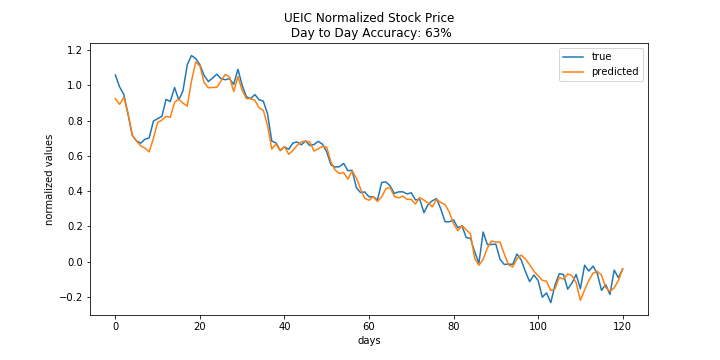 UEIC Normalized Stock Price
Day to Day Accuracy: 63%
true
predicted
normalized values
1.2
1.0
0.8
0.6
0.4
0.2
0.0
−0.2
0
20
40
60
80
100
120
days